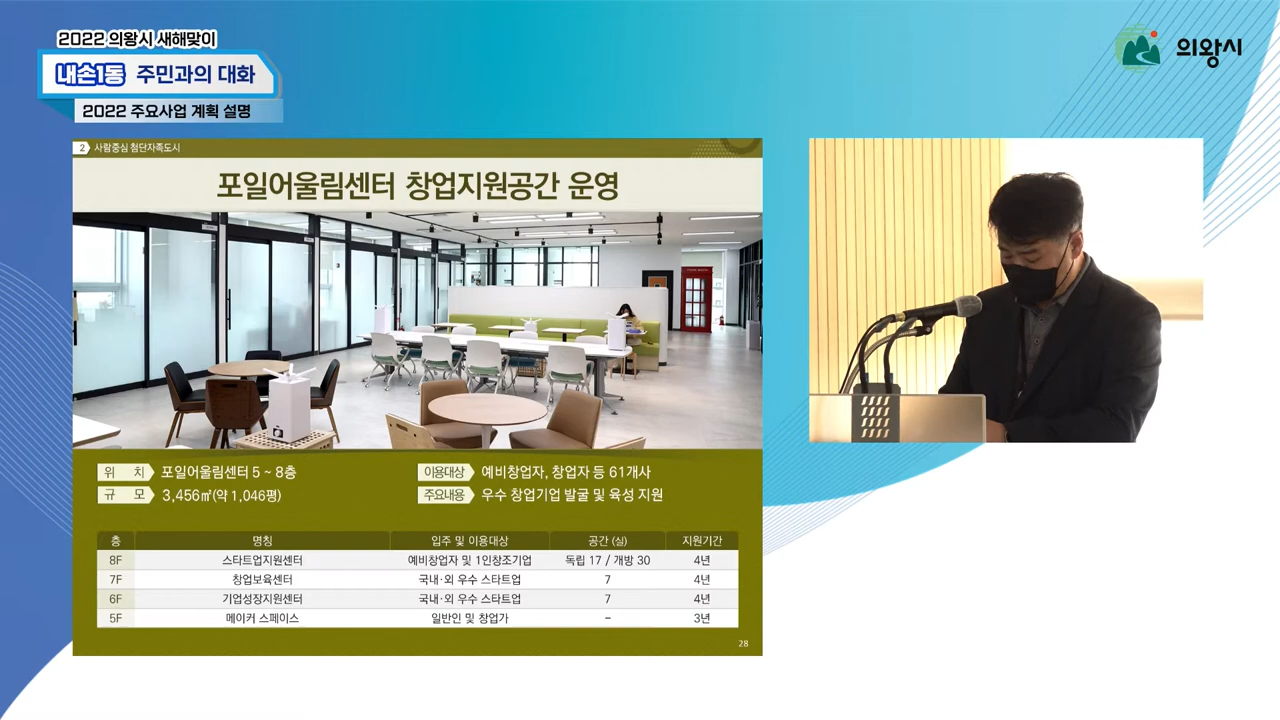 2022 의왕시 새해맞이
내손1동 주민과의 대화
2022 주요사업 계획 설명
의왕시
2 사람중심 첨단자족도시
포일어울림센터 창업지원공간 운영
위 치 포일어울림센터 5 ~ 8층
이용대상 예비창업자, 창업자 등 61개사
규 모 3,456㎡(약 1,046평)
주요내용 우수 창업기업 발굴 및 육성 지원
층 명칭 입주 및 이용대상 공간 (실) 지원기간
8F 스타트업지원센터 예비창업자 및 1인창조기업 독립 17 / 개방 30 4년
7F 창업보육센터 국내·외 우수 스타트업 7 4년
6F 기업성장지원센터 국내·외 우수 스타트업 7 4년
5F 메이커 스페이스 일반인 및 창업가 - 3년
28